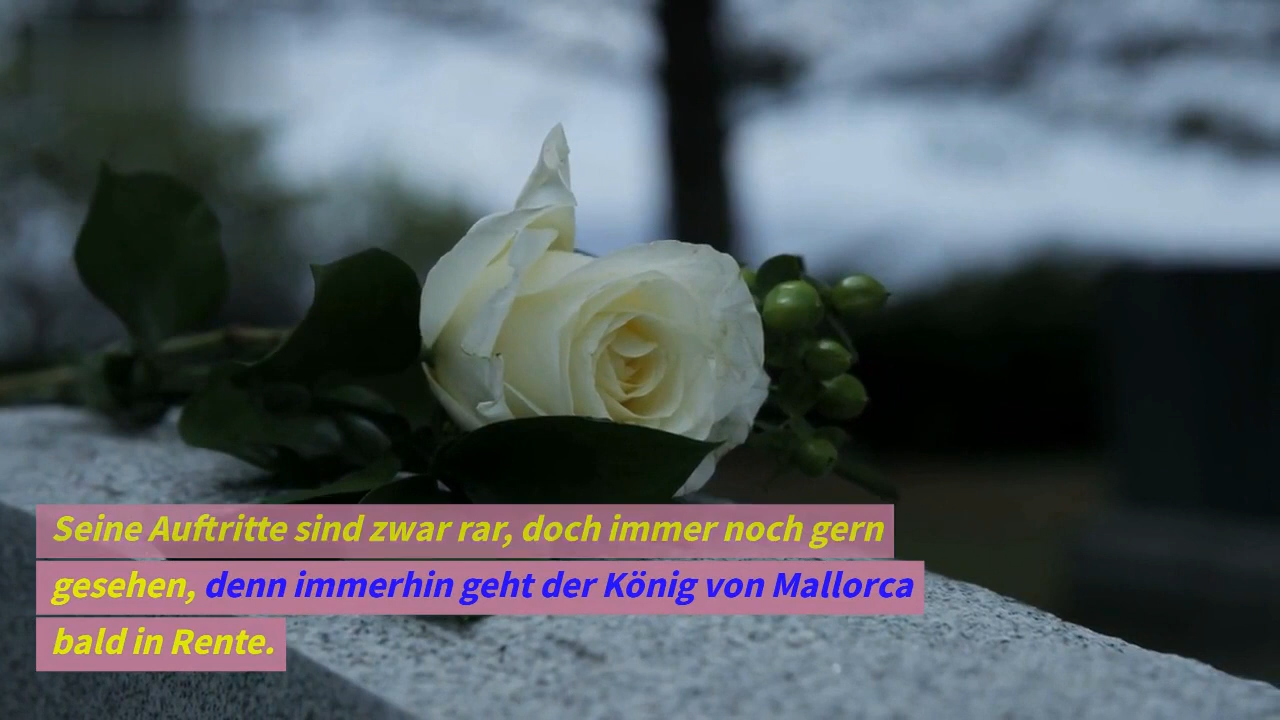 Seine Auftritte sind zwar rar, doch immer noch gern
gesehen, denn immerhin geht der König von Mallorca
bald in Rente.